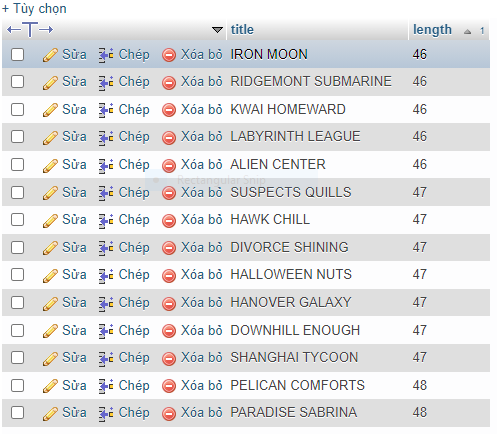 + Tùy chọn
title length 1
Sửa Chép Xóa bỏ IRON MOON 46
Sửa Chép Xóa bỏ RIDGEMONT SUBMARINE 46
Sửa Chép Xóa bỏ KWAI HOMEWARD 46
Sửa Chép Xóa bỏ LABYRINTH LEAGUE 46
Sửa Chép Xóa bỏ ALIEN CENTER 46
Rectangular Snip
Sửa Chép Xóa bỏ SUSPECTS QUILLS 47
Sửa Chép Xóa bỏ HAWK CHILL 47
Sửa Chép Xóa bỏ DIVORCE SHINING 47
Sửa Chép Xóa bỏ HALLOWEEN NUTS 47
Sửa Chép Xóa bỏ HANOVER GALAXY 47
Sửa Chép Xóa bỏ DOWNHILL ENOUGH 47
Sửa Chép Xóa bỏ SHANGHAI TYCOON 47
Sửa Chép Xóa bỏ PELICAN COMFORTS 48
Sửa Chép Xóa bỏ PARADISE SABRINA 48